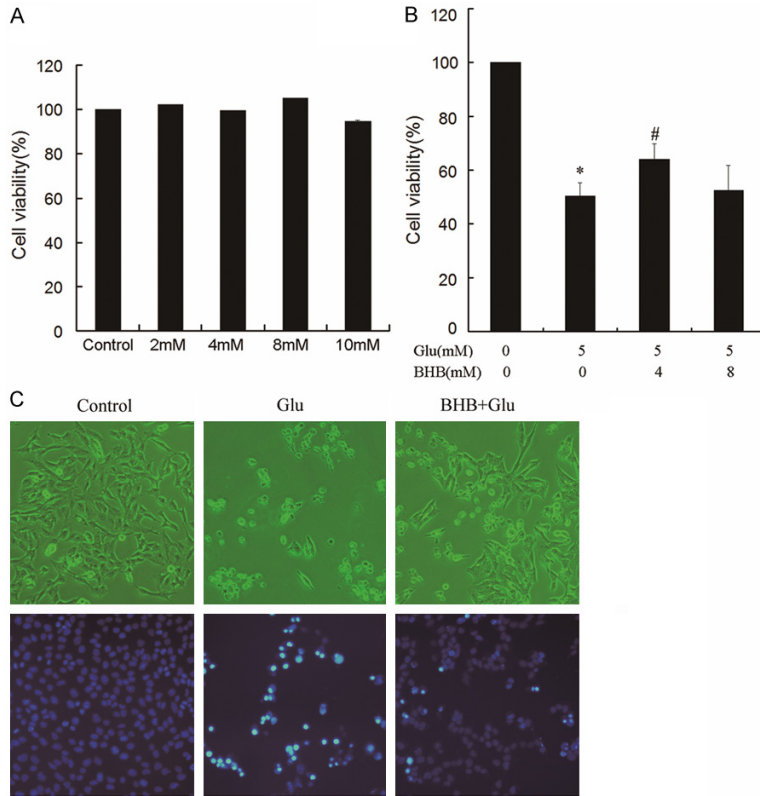 A
Cell viability(%)
120
100
80
60
40
20
0
Control 2mM 4mM 8mM 10mM
B
Cell viability(%)
120
100
80
60
40
20
0
*
#
Glu(mM) 0 5 5 5
BHB(mM) 0 0 4 8
C
Control Glu BHB+Glu